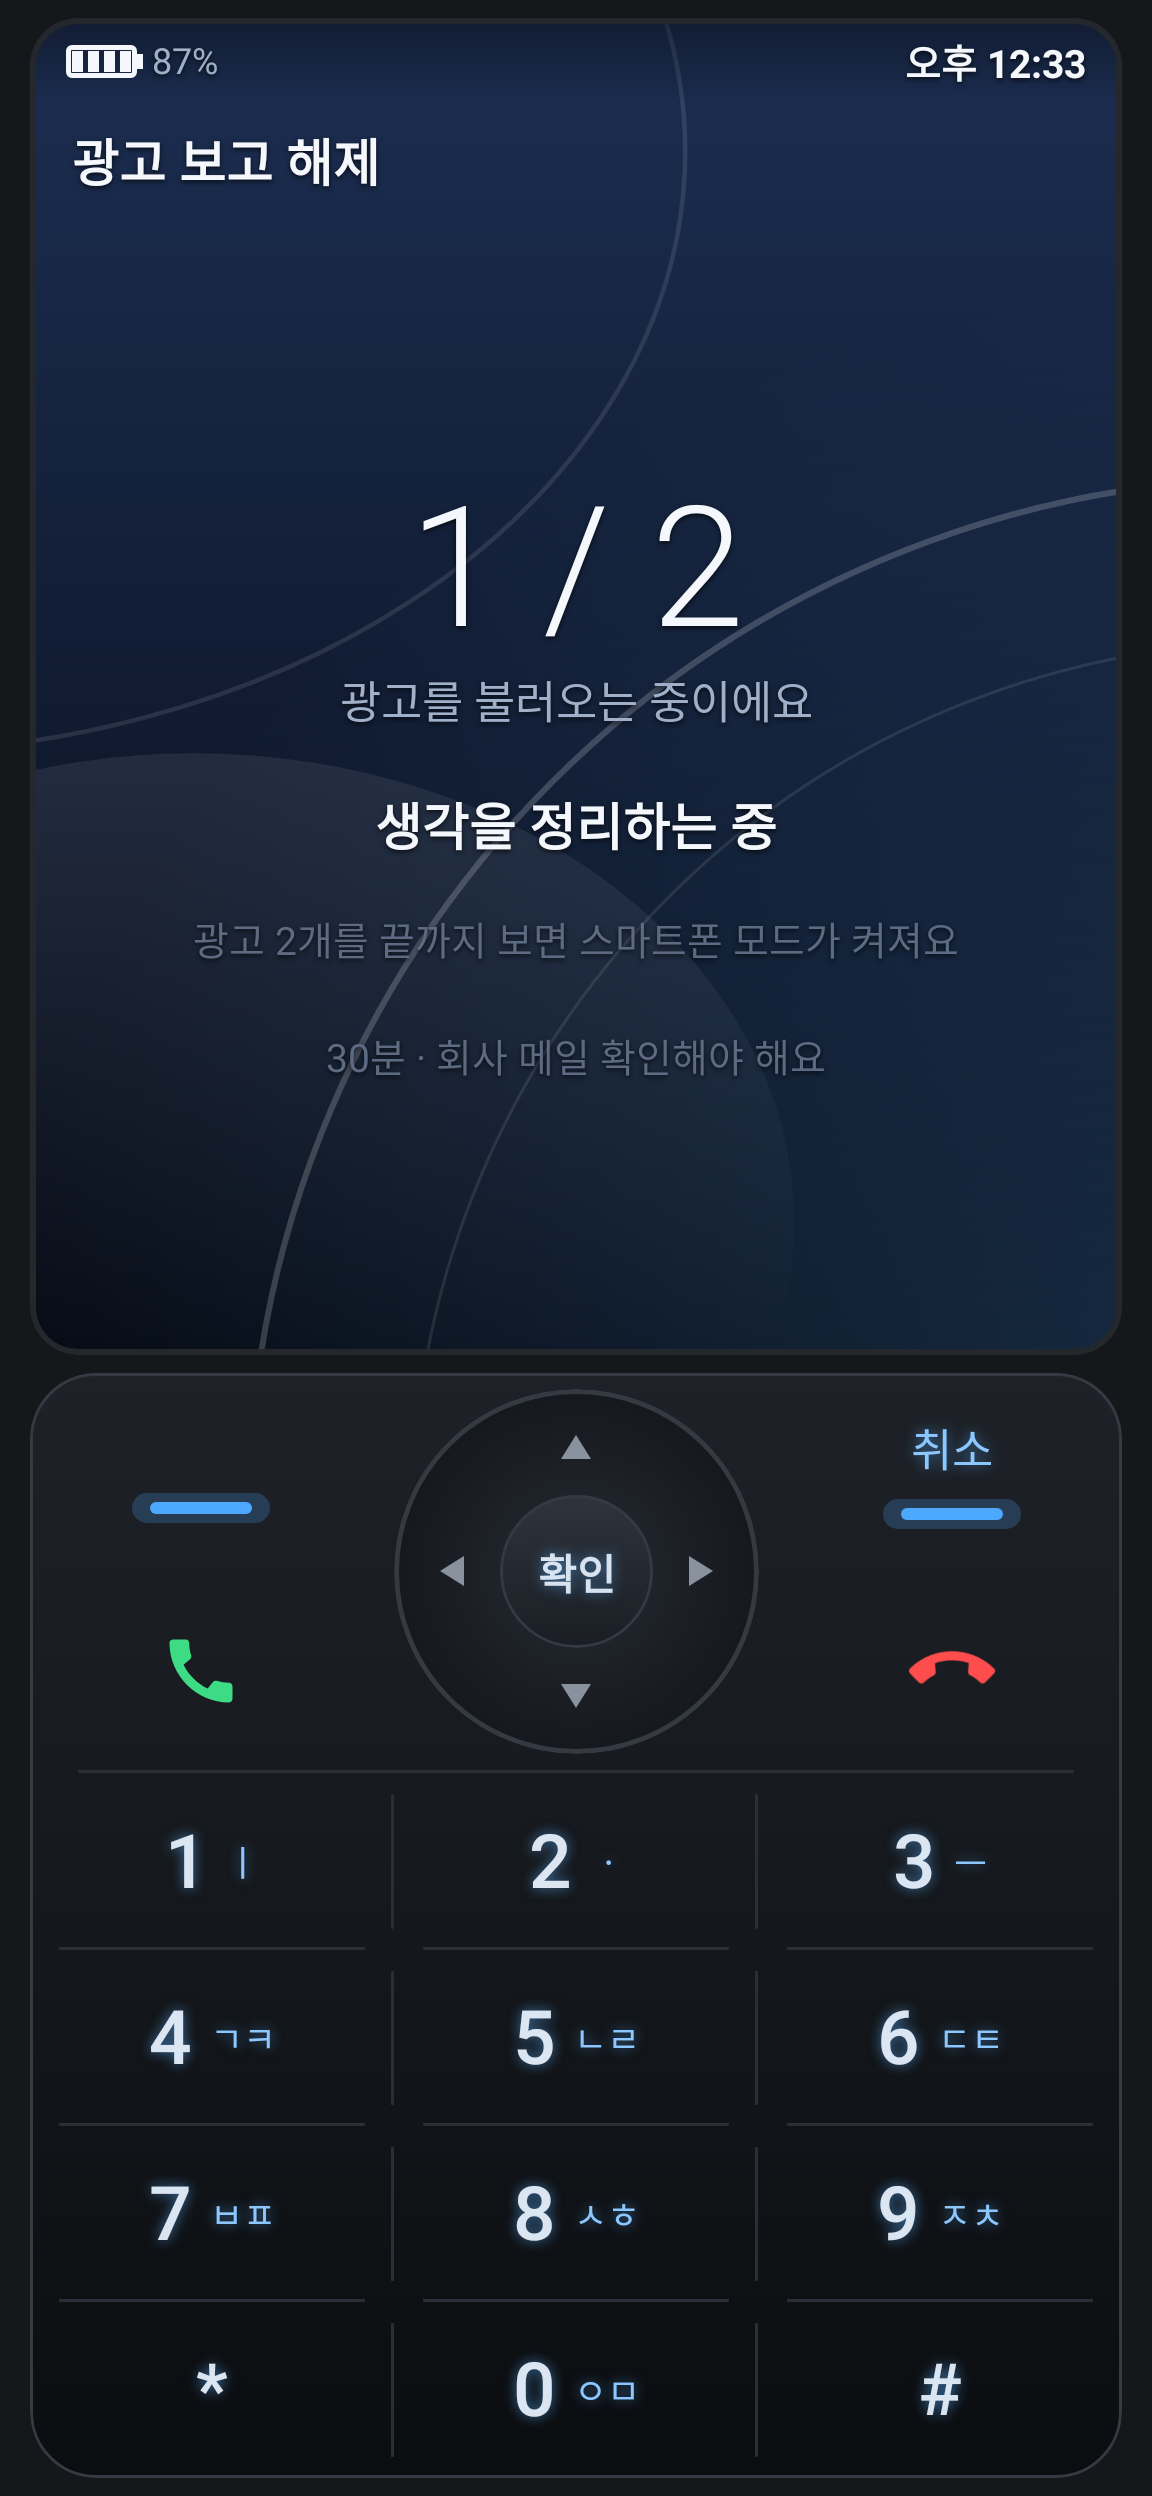 87%
오후 12:33
광고 보고 해제
1 / 2
광고를 불러오는 중이에요
생각을 정리하는 중
광고 2개를 끝까지 보면 스마트폰 모드가 켜져요
30분 · 회사 메일 확인해야 해요
취소
확인
1 ㅣ
2 ·
3 ㅡ
4 ㄱㅋ
5 ㄴㄹ
6 ㄷㅌ
7 ㅂㅍ
8 ㅅㅎ
9 ㅈㅊ
*
0 ㅇㅁ
#